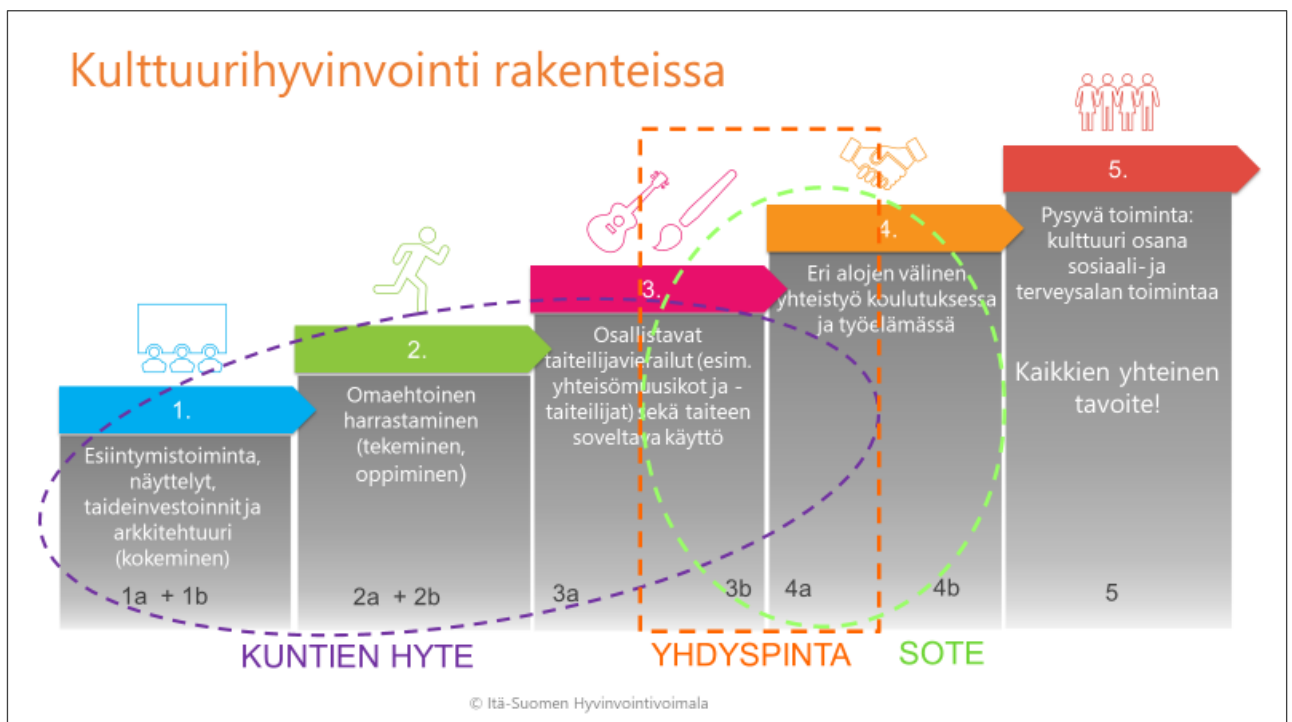 Kulttuurihyvinvointi rakenteissa
1.
Esiintymistoiminta,
näyttelyt,
taideinvestoinnit ja
arkkitehtuuri
(kokeminen)
1a + 1b
2.
Omaehtoinen
harrastaminen
(tekeminen,
oppiminen)
2a + 2b
3.
Osallistavat
taiteilijavierailut (esim.
yhteisömuusikot ja -
taiteilijat) sekä taiteen
soveltava käyttö
3a
3b
4.
Eri alojen välinen
yhteistyö koulutuksessa
ja työelämässä
4a
4b
5.
Pysyvä toiminta:
kulttuuri osana
sosiaali- ja
terveysalan toimintaa
Kaikkien yhteinen
tavoite!
5
KUNTIEN HYTE
YHDYSPINTA
SOTE
© Itä-Suomen Hyvinvointivoimala